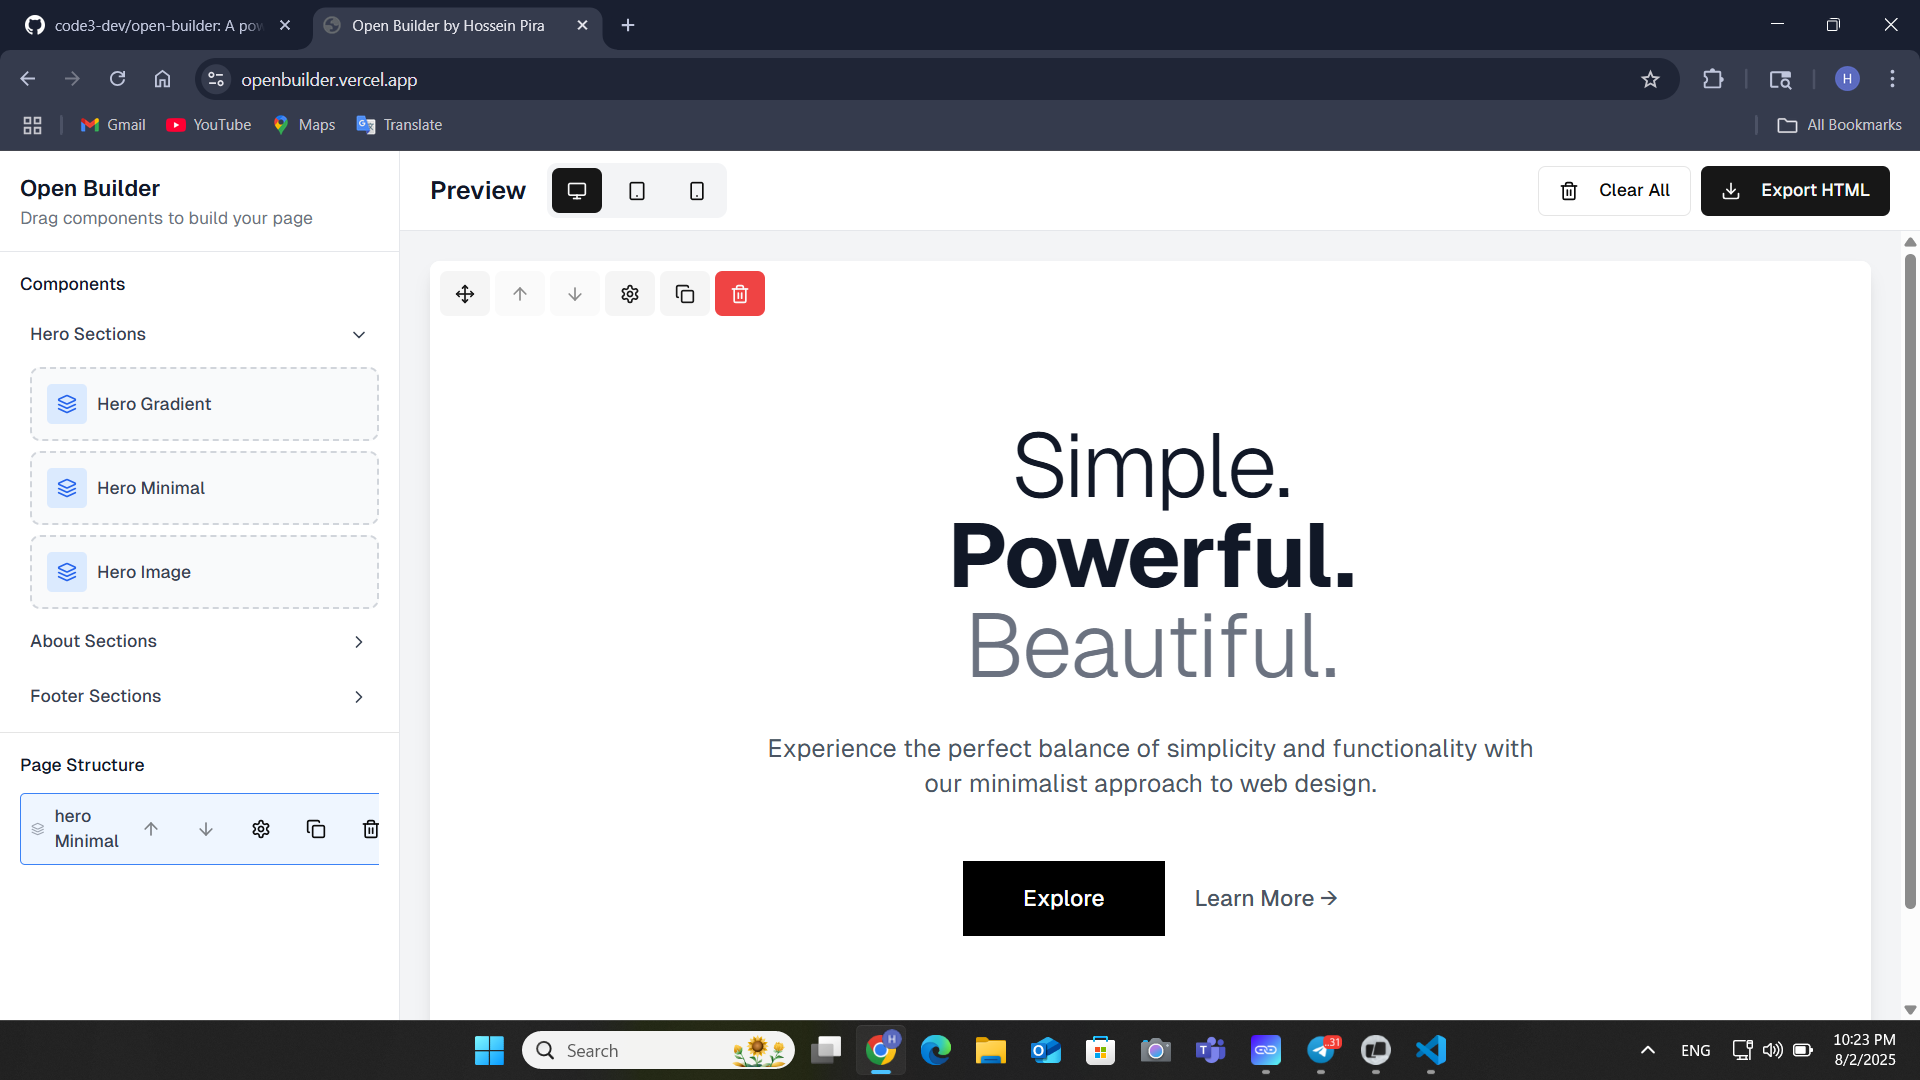 code3-dev/open-builder: A pow
Open Builder by Hossein Pira
openbuilder.vercel.app
H
Gmail
YouTube
Maps
Translate
All Bookmarks
Open Builder
Drag components to build your page
Components
Hero Sections
Hero Gradient
Hero Minimal
Hero Image
About Sections
Footer Sections
Page Structure
hero
Minimal
Preview
Clear All
Export HTML
Simple.
Powerful.
Beautiful.
Experience the perfect balance of simplicity and functionality with
our minimalist approach to web design.
Explore
Learn More →
Search
H
31
ENG
10:23 PM
8/2/2025